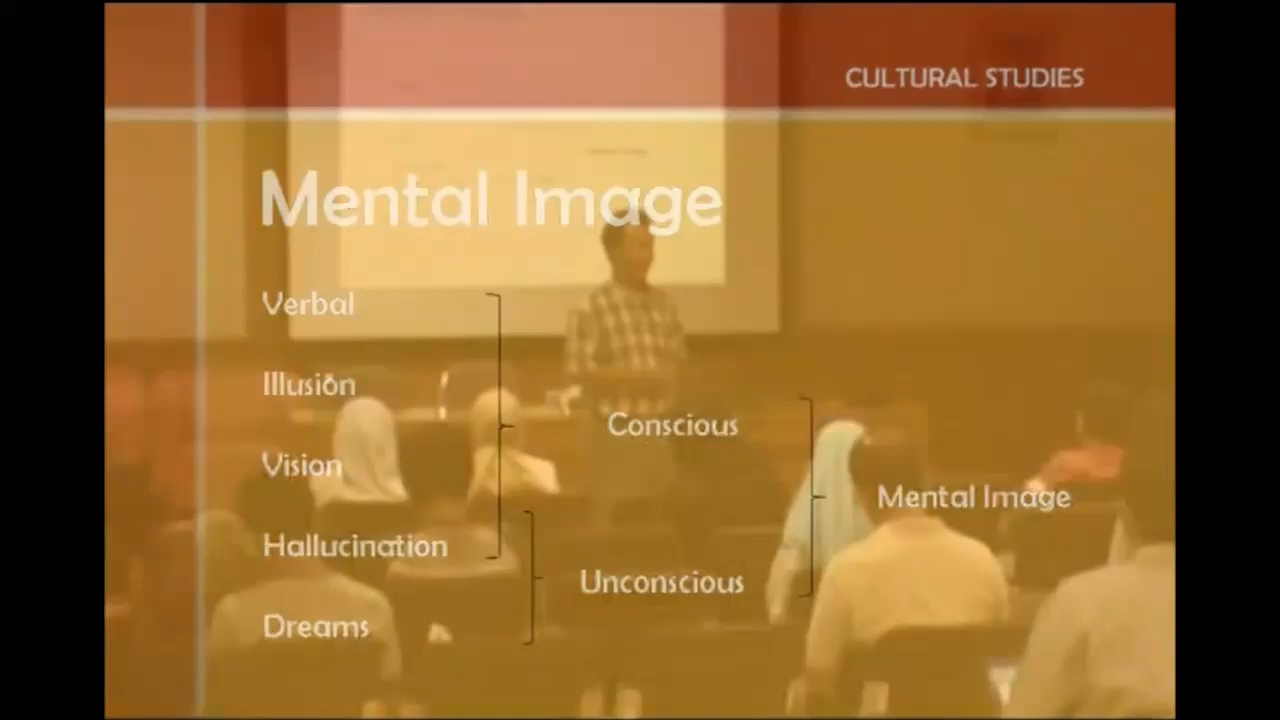 CULTURAL STUDIES
Mental Image
Verbal
Illusion
Conscious
Vision
Mental Image
Hallucination
Unconscious
Dreams